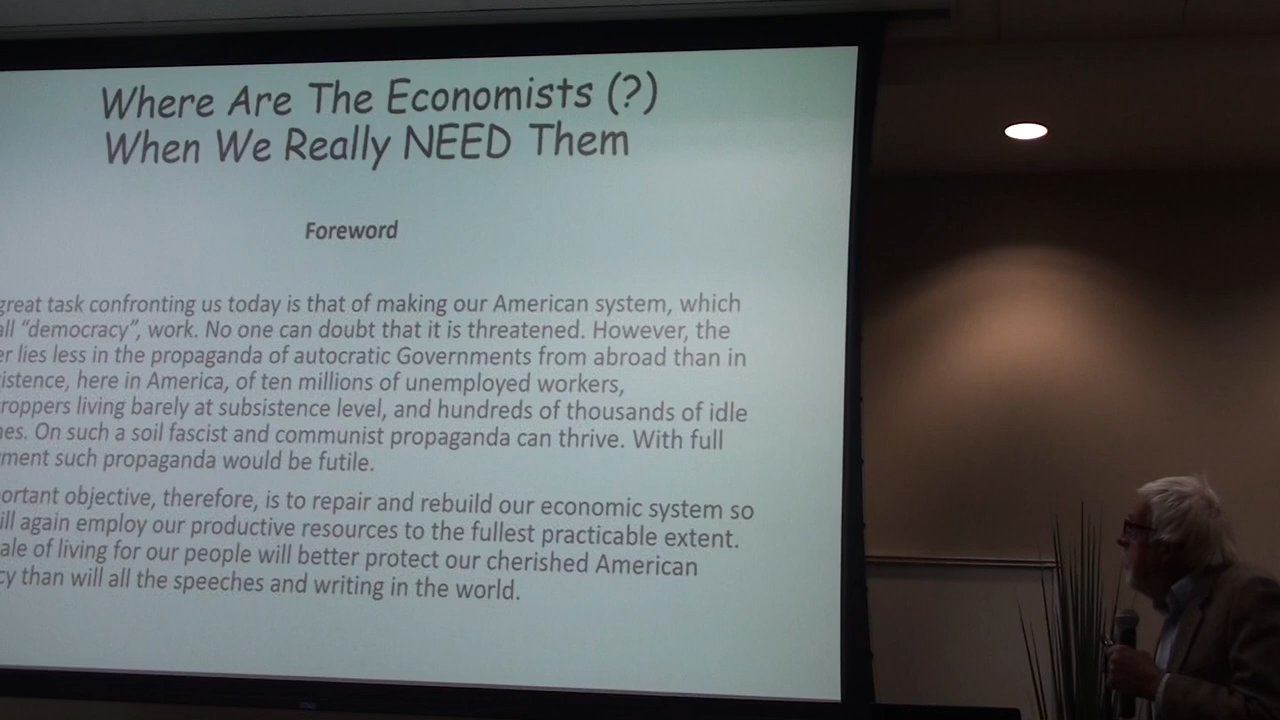 Where Are The Economists (?)
When We Really NEED Them
Foreword
great task confronting us today is that of making our American system, which
all “democracy”, work. No one can doubt that it is threatened. However, the
er lies less in the propaganda of autocratic Governments from abroad than in
istence, here in America, of ten millions of unemployed workers,
roppers living barely at subsistence level, and hundreds of thousands of idle
nes. On such a soil fascist and communist propaganda can thrive. With full
ment such propaganda would be futile.
ortant objective, therefore, is to repair and rebuild our economic system so
ill again employ our productive resources to the fullest practicable extent.
ale of living for our people will better protect our cherished American
cy than will all the speeches and writing in the world.